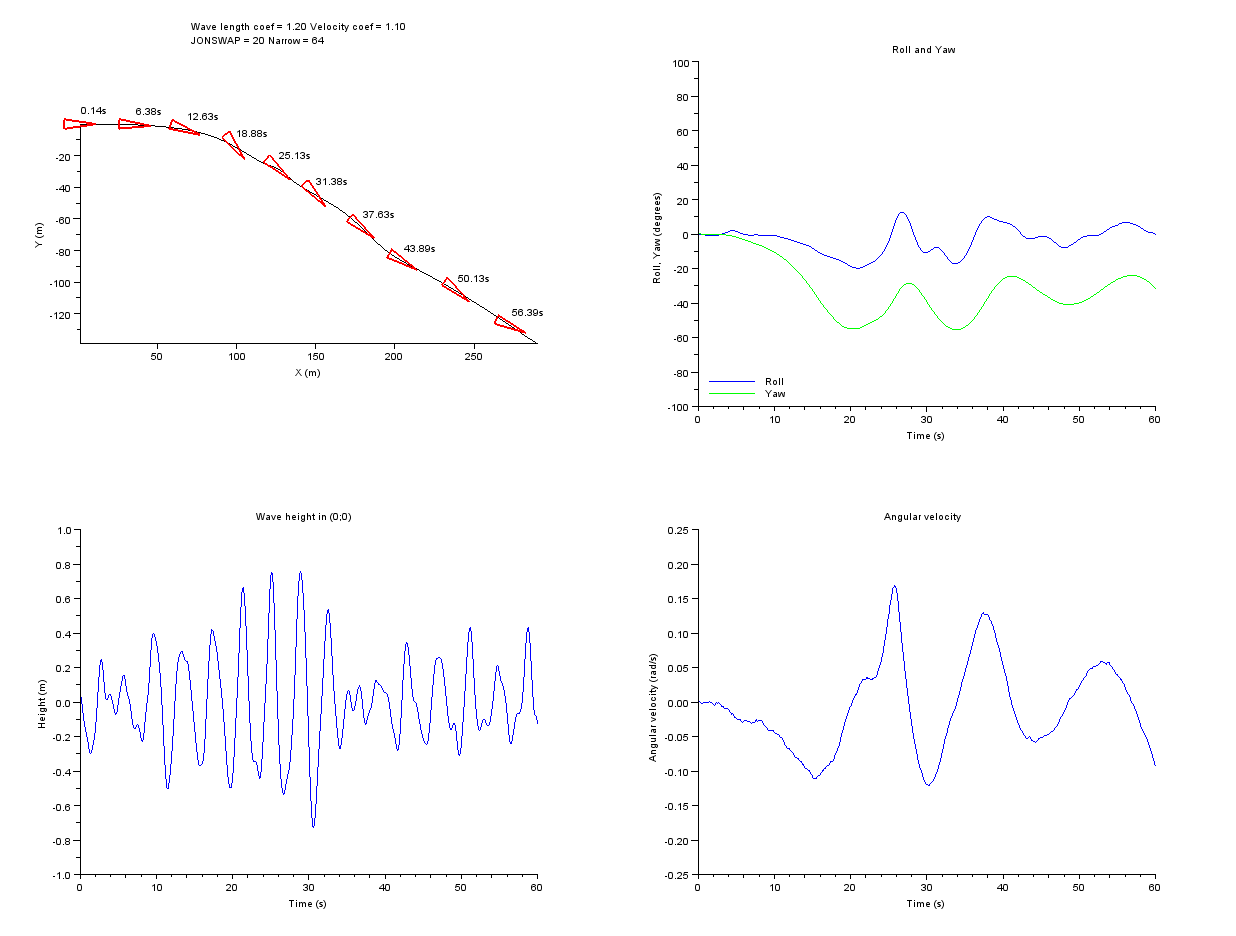 Wave length coef = 1.20 Velocity coef = 1.10
JONSWAP = 20 Narrow = 64
0.14s
6.38s
12.63s
18.88s
25.13s
31.38s
37.63s
43.89s
50.13s
56.39s
-20
-40
-60
-80
-100
-120
Y (m)
50
100
150
200
250
X (m)
Roll and Yaw
100
80
60
40
20
0
-20
-40
-60
-80
-100
Roll, Yaw (degrees)
Roll
Yaw
0
10
20
30
40
50
60
Time (s)
Wave height in (0;0)
1.0
0.8
0.6
0.4
0.2
0.0
-0.2
-0.4
-0.6
-0.8
-1.0
Height (m)
0
10
20
30
40
50
60
Time (s)
Angular velocity
0.25
0.20
0.15
0.10
0.05
0.00
-0.05
-0.10
-0.15
-0.20
-0.25
Angular velocity (rad/s)
0
10
20
30
40
50
60
Time (s)